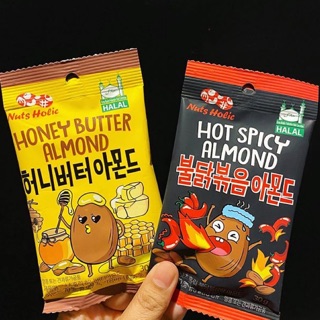 Nuts Holic
HALAL
HONEY BUTTER
ALMOND
허니버터아몬드
Nuts Holic
HALAL
HOT SPICY
ALMOND
불닭볶음아몬드